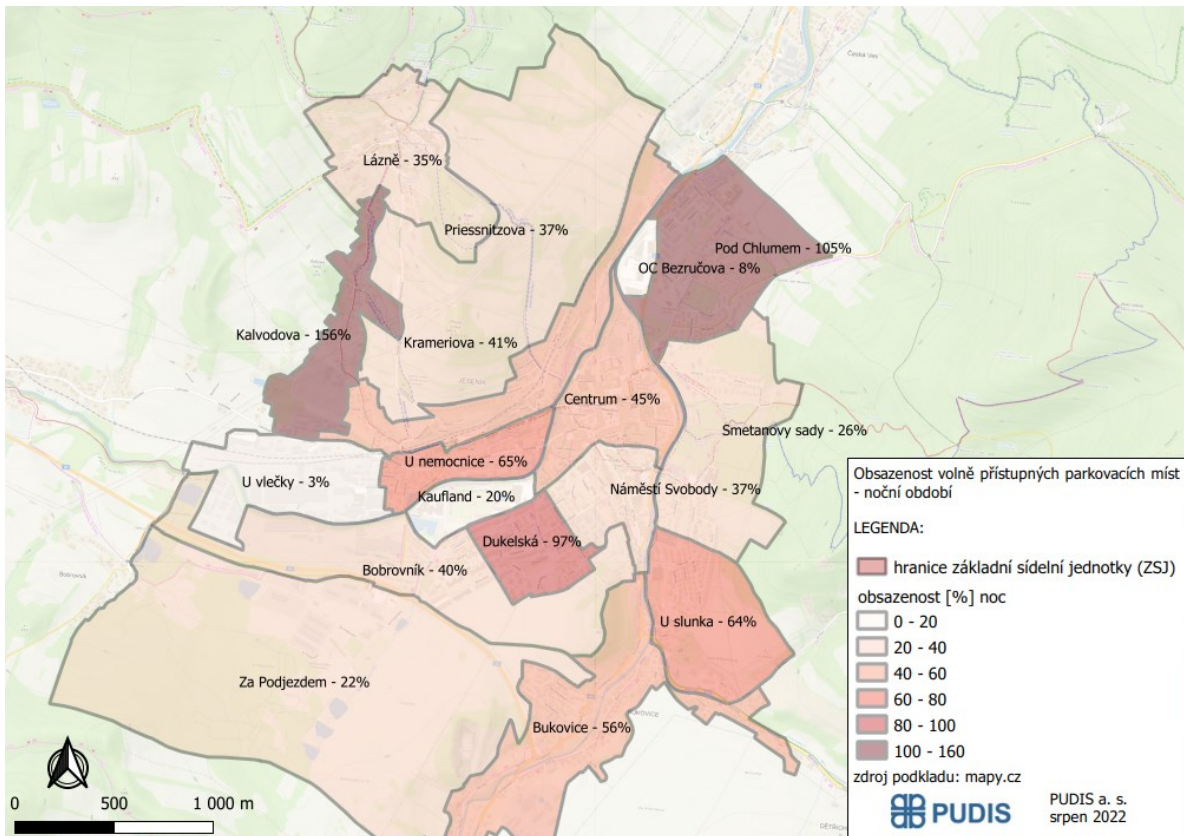 Česká Ves
Lázně - 35%
Priessnitzova - 37%
Pod Chlumem - 105%
OC Bezručova - 8%
Kalvodova - 156%
Krameriova - 41%
Centrum - 45%
Smetanovy sady - 26%
U nemocnice - 65%
U vlečky - 3%
Kaufland - 20%
Náměstí Svobody - 37%
Dukelská - 97%
Bobrovník - 40%
Bobrovník
U slunka - 64%
Za Podjezdem - 22%
Bukovice - 56%
Obsazenost volně přístupných parkovacích míst
- noční období
LEGENDA:
hranice základní sídelní jednotky (ZSJ)
obsazenost [%] noc
0 - 20
20 - 40
40 - 60
60 - 80
80 - 100
100 - 160
zdroj podkladu: mapy.cz
PUDIS
PUDIS a. s.
srpen 2022
0 500 1 000 m